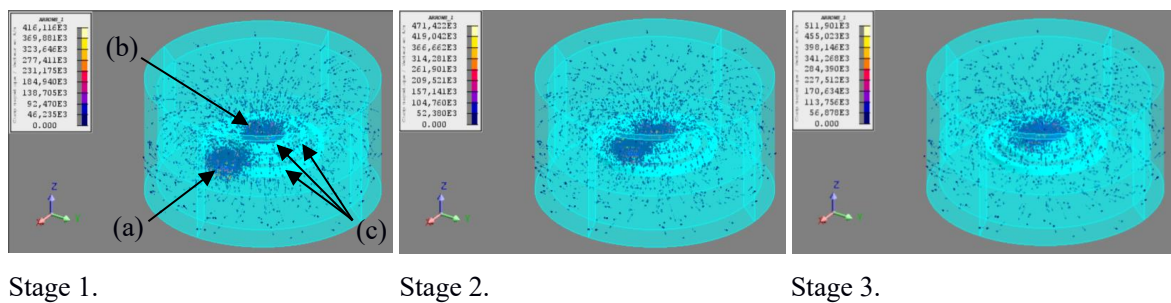 ARROWS_1
416,116E3
369,881E3
323,646E3
277,411E3
231,175E3
184,940E3
138,705E3
92,470E3
46,235E3
0.000
(b)
(a)
(c)
Z
Y
ARROWS_1
471,422E3
419,042E3
366,662E3
314,281E3
261,901E3
209,521E3
157,141E3
104,760E3
52,380E3
0.000
Z
Y
ARROWS_1
511,901E3
455,023E3
398,146E3
341,268E3
284,390E3
227,512E3
170,634E3
113,756E3
56,878E3
0.000
Z
Y
Stage 1.
Stage 2.
Stage 3.